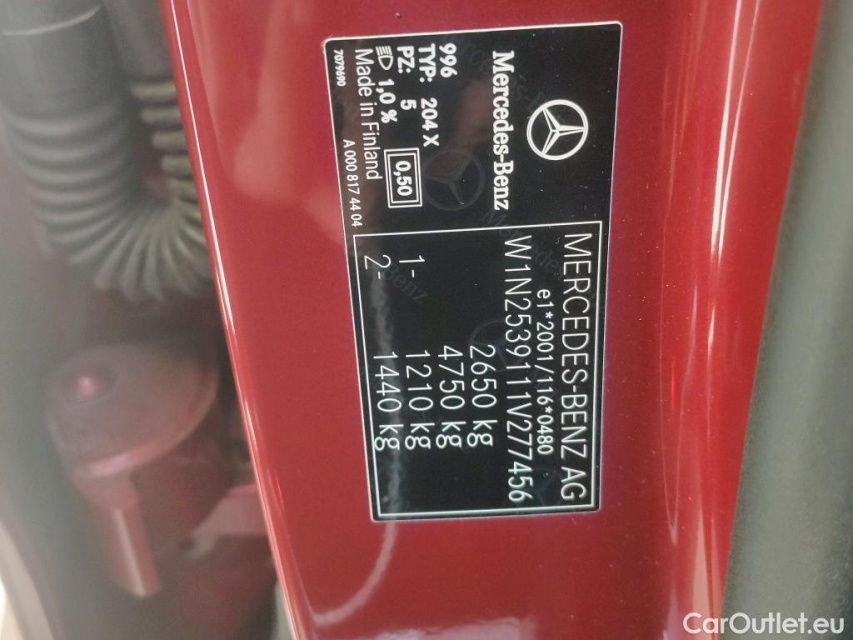 Mercedes-Benz
996
TYP: 204 X
PZ: 5
1,0 %
0,50
Made in Finland
7079690
A 000 817 44 04
MERCEDES-BENZ AG
e1*2001/116*0480
W1N2539111V277456
2650 kg
4750 kg
1- 1210 kg
2- 1440 kg
CarOutlet.eu